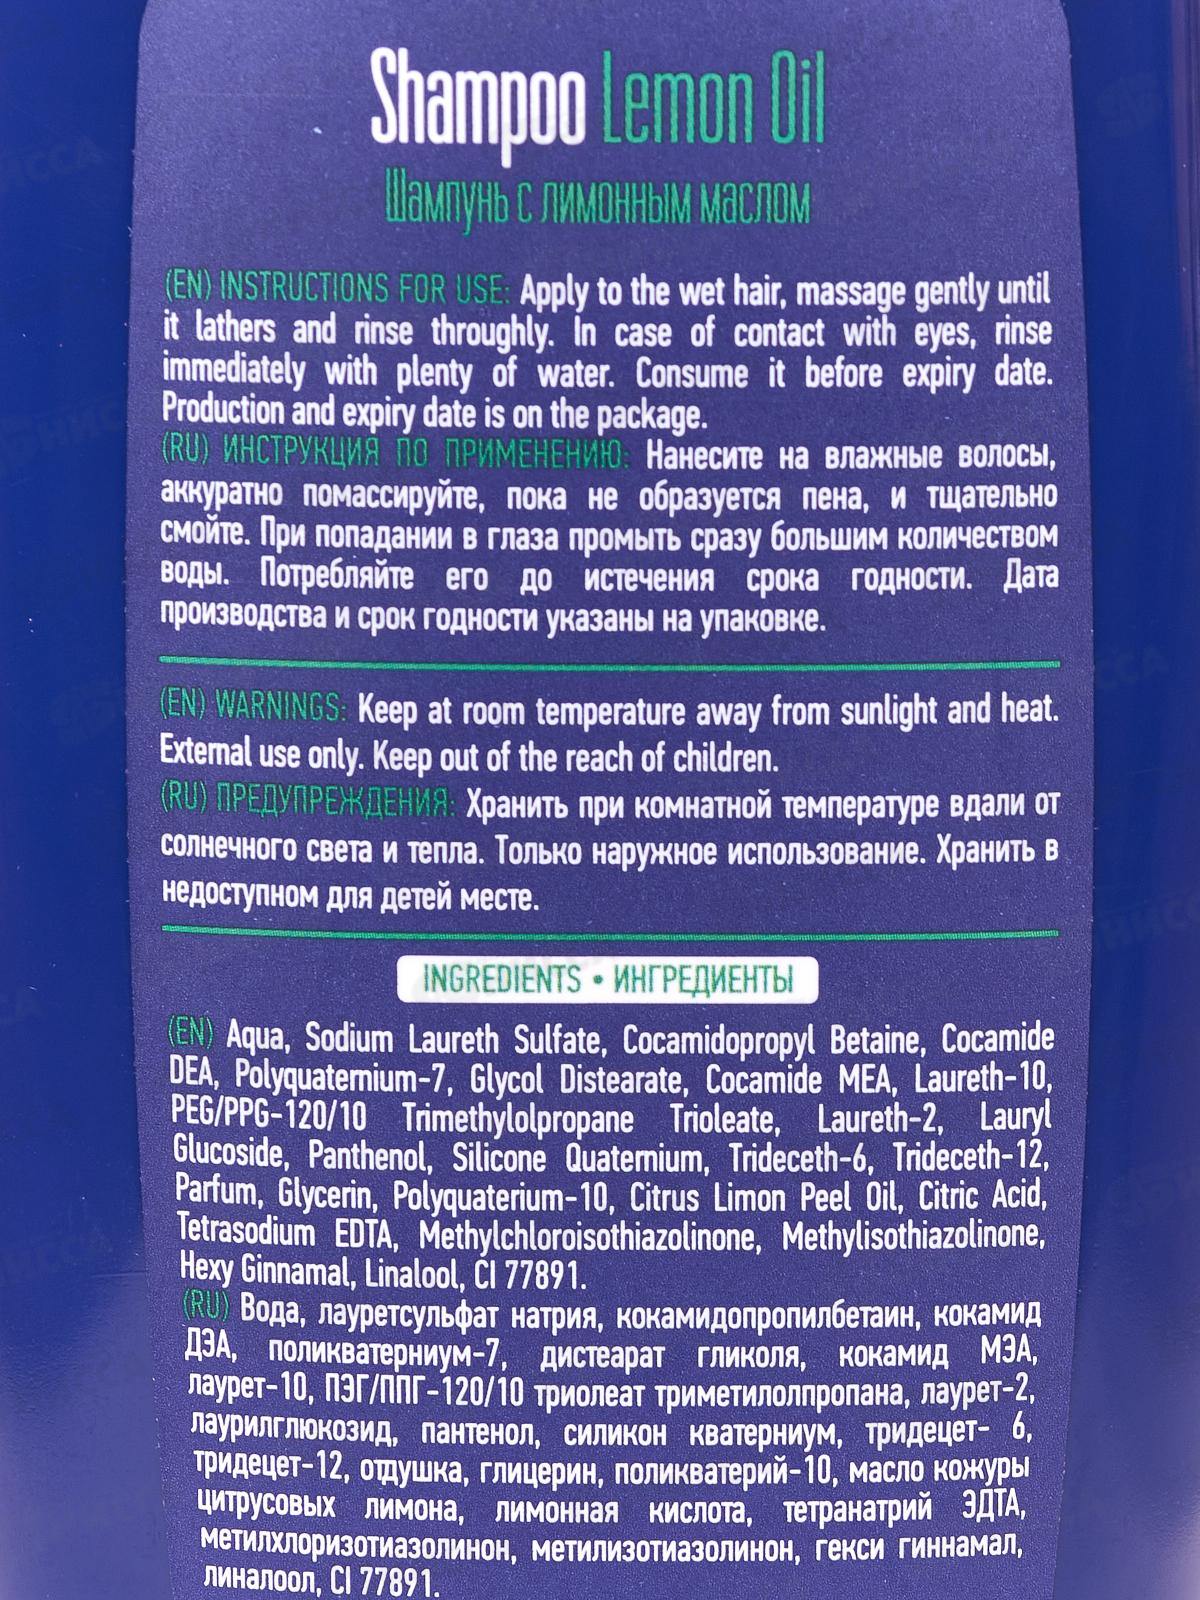 Shampoo Lemon Oil
Шампунь с лимонным маслом
(EN) INSTRUCTIONS FOR USE: Apply to the wet hair, massage gently until
it lathers and rinse throughly. In case of contact with eyes, rinse
immediately with plenty of water. Consume it before expiry date.
Production and expiry date is on the package.
(RU) ИНСТРУКЦИЯ ПО ПРИМЕНЕНИЮ: Нанесите на влажные волосы,
аккуратно помассируйте, пока не образуется пена, и тщательно
смойте. При попадании в глаза промыть сразу большим количеством
воды. Потребляйте его до истечения срока годности. Дата
производства и срок годности указаны на упаковке.
(EN) WARNINGS: Keep at room temperature away from sunlight and heat.
External use only. Keep out of the reach of children.
(RU) ПРЕДУПРЕЖДЕНИЯ: Хранить при комнатной температуре вдали от
солнечного света и тепла. Только наружное использование. Хранить в
недоступном для детей месте.
INGREDIENTS • ИНГРЕДИЕНТЫ
(EN) Aqua, Sodium Laureth Sulfate, Cocamidopropyl Betaine, Cocamide
DEA, Polyquaternium-7, Glycol Distearate, Cocamide MEA, Laureth-10,
PEG/PPG-120/10 Trimethylolpropane Trioleate, Laureth-2, Lauryl
Glucoside, Panthenol, Silicone Quaternium, Trideceth-6, Trideceth-12,
Parfum, Glycerin, Polyquaterium-10, Citrus Limon Peel Oil, Citric Acid,
Tetrasodium EDTA, Methylchloroisothiazolinone, Methylisothiazolinone,
Hexy Ginnamal, Linalool, CI 77891.
(RU) Вода, лауретсульфат натрия, кокамидопропилбетаин, кокамид
ДЭА, поликватерниум-7, дистеарат гликоля, кокамид МЭА,
лаурет-10, ПЭГ/ППГ-120/10 триолеат триметилолпропана, лаурет-2,
лаурилглюкозид, пантенол, силикон кватерниум, тридецет- 6,
тридецет-12, отдушка, глицерин, поликватерий-10, масло кожуры
цитрусовых лимона, лимонная кислота, тетранатрий ЭДТА,
метилхлоризотиазолинон, метилизотиазолинон, гекси гиннамал,
линалоол, CI 77891.